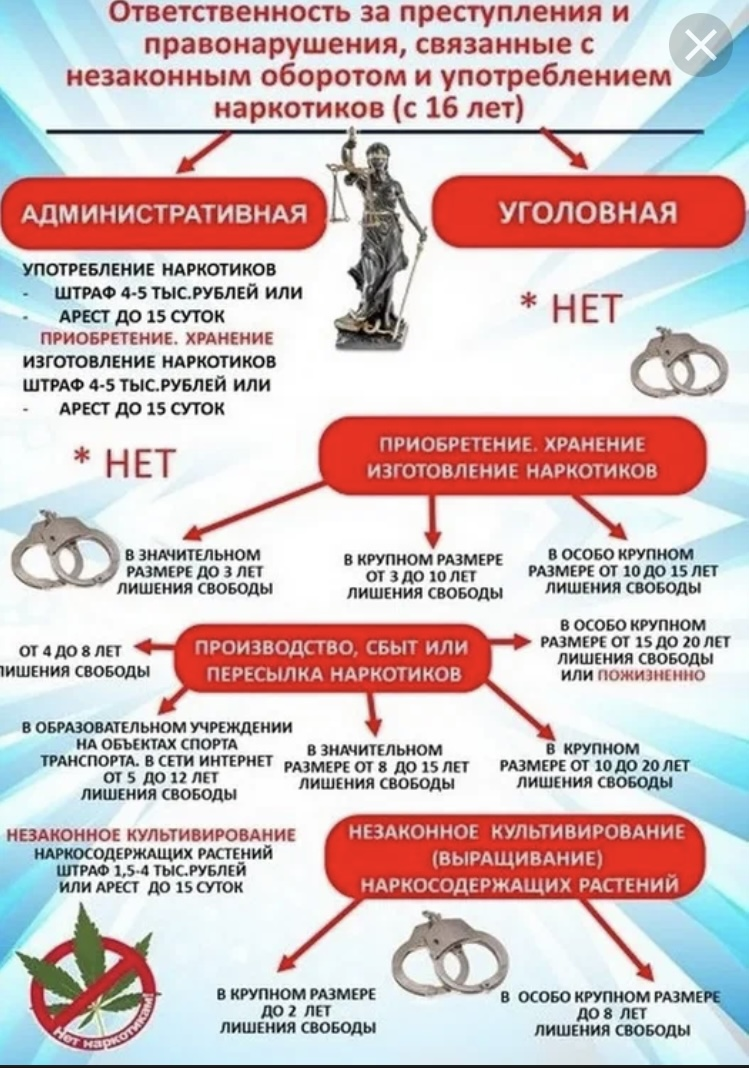 Ответственность за преступления и
правонарушения, связанные с
незаконным оборотом и употреблением
наркотиков (с 16 лет)
АДМИНИСТРАТИВНАЯ
УГОЛОВНАЯ
УПОТРЕБЛЕНИЕ НАРКОТИКОВ
- ШТРАФ 4-5 ТЫС.РУБЛЕЙ ИЛИ
- АРЕСТ ДО 15 СУТОК
ПРИОБРЕТЕНИЕ. ХРАНЕНИЕ
ИЗГОТОВЛЕНИЕ НАРКОТИКОВ
ШТРАФ 4-5 ТЫС.РУБЛЕЙ ИЛИ
- АРЕСТ ДО 15 СУТОК
* НЕТ
* НЕТ
ПРИОБРЕТЕНИЕ. ХРАНЕНИЕ
ИЗГОТОВЛЕНИЕ НАРКОТИКОВ
В ЗНАЧИТЕЛЬНОМ
РАЗМЕРЕ ДО 3 ЛЕТ
ЛИШЕНИЯ СВОБОДЫ
В КРУПНОМ РАЗМЕРЕ
ОТ 3 ДО 10 ЛЕТ
ЛИШЕНИЯ СВОБОДЫ
В ОСОБО КРУПНОМ
РАЗМЕРЕ ОТ 10 ДО 15 ЛЕТ
ЛИШЕНИЯ СВОБОДЫ
ПРОИЗВОДСТВО, СБЫТ ИЛИ
ПЕРЕСЫЛКА НАРКОТИКОВ
ОТ 4 ДО 8 ЛЕТ
ЛИШЕНИЯ СВОБОДЫ
В ОСОБО КРУПНОМ
РАЗМЕРЕ ОТ 15 ДО 20 ЛЕТ
ЛИШЕНИЯ СВОБОДЫ
ИЛИ ПОЖИЗНЕННО
В ОБРАЗОВАТЕЛЬНОМ УЧРЕЖДЕНИИ
НА ОБЪЕКТАХ СПОРТА
ТРАНСПОРТА. В СЕТИ ИНТЕРНЕТ
ОТ 5 ДО 12 ЛЕТ
ЛИШЕНИЯ СВОБОДЫ
В ЗНАЧИТЕЛЬНОМ
РАЗМЕРЕ ОТ 8 ДО 15 ЛЕТ
ЛИШЕНИЯ СВОБОДЫ
В КРУПНОМ
РАЗМЕРЕ ОТ 10 ДО 20 ЛЕТ
ЛИШЕНИЯ СВОБОДЫ
НЕЗАКОННОЕ КУЛЬТИВИРОВАНИЕ
НАРКОСОДЕРЖАЩИХ РАСТЕНИЙ
ШТРАФ 1,5-4 ТЫС.РУБЛЕЙ
ИЛИ АРЕСТ ДО 15 СУТОК
НЕЗАКОННОЕ КУЛЬТИВИРОВАНИЕ
(ВЫРАЩИВАНИЕ)
НАРКОСОДЕРЖАЩИХ РАСТЕНИЙ
В КРУПНОМ РАЗМЕРЕ
ДО 2 ЛЕТ
ЛИШЕНИЯ СВОБОДЫ
В ОСОБО КРУПНОМ РАЗМЕРЕ
ДО 8 ЛЕТ
ЛИШЕНИЯ СВОБОДЫ
Нет наркотикам!